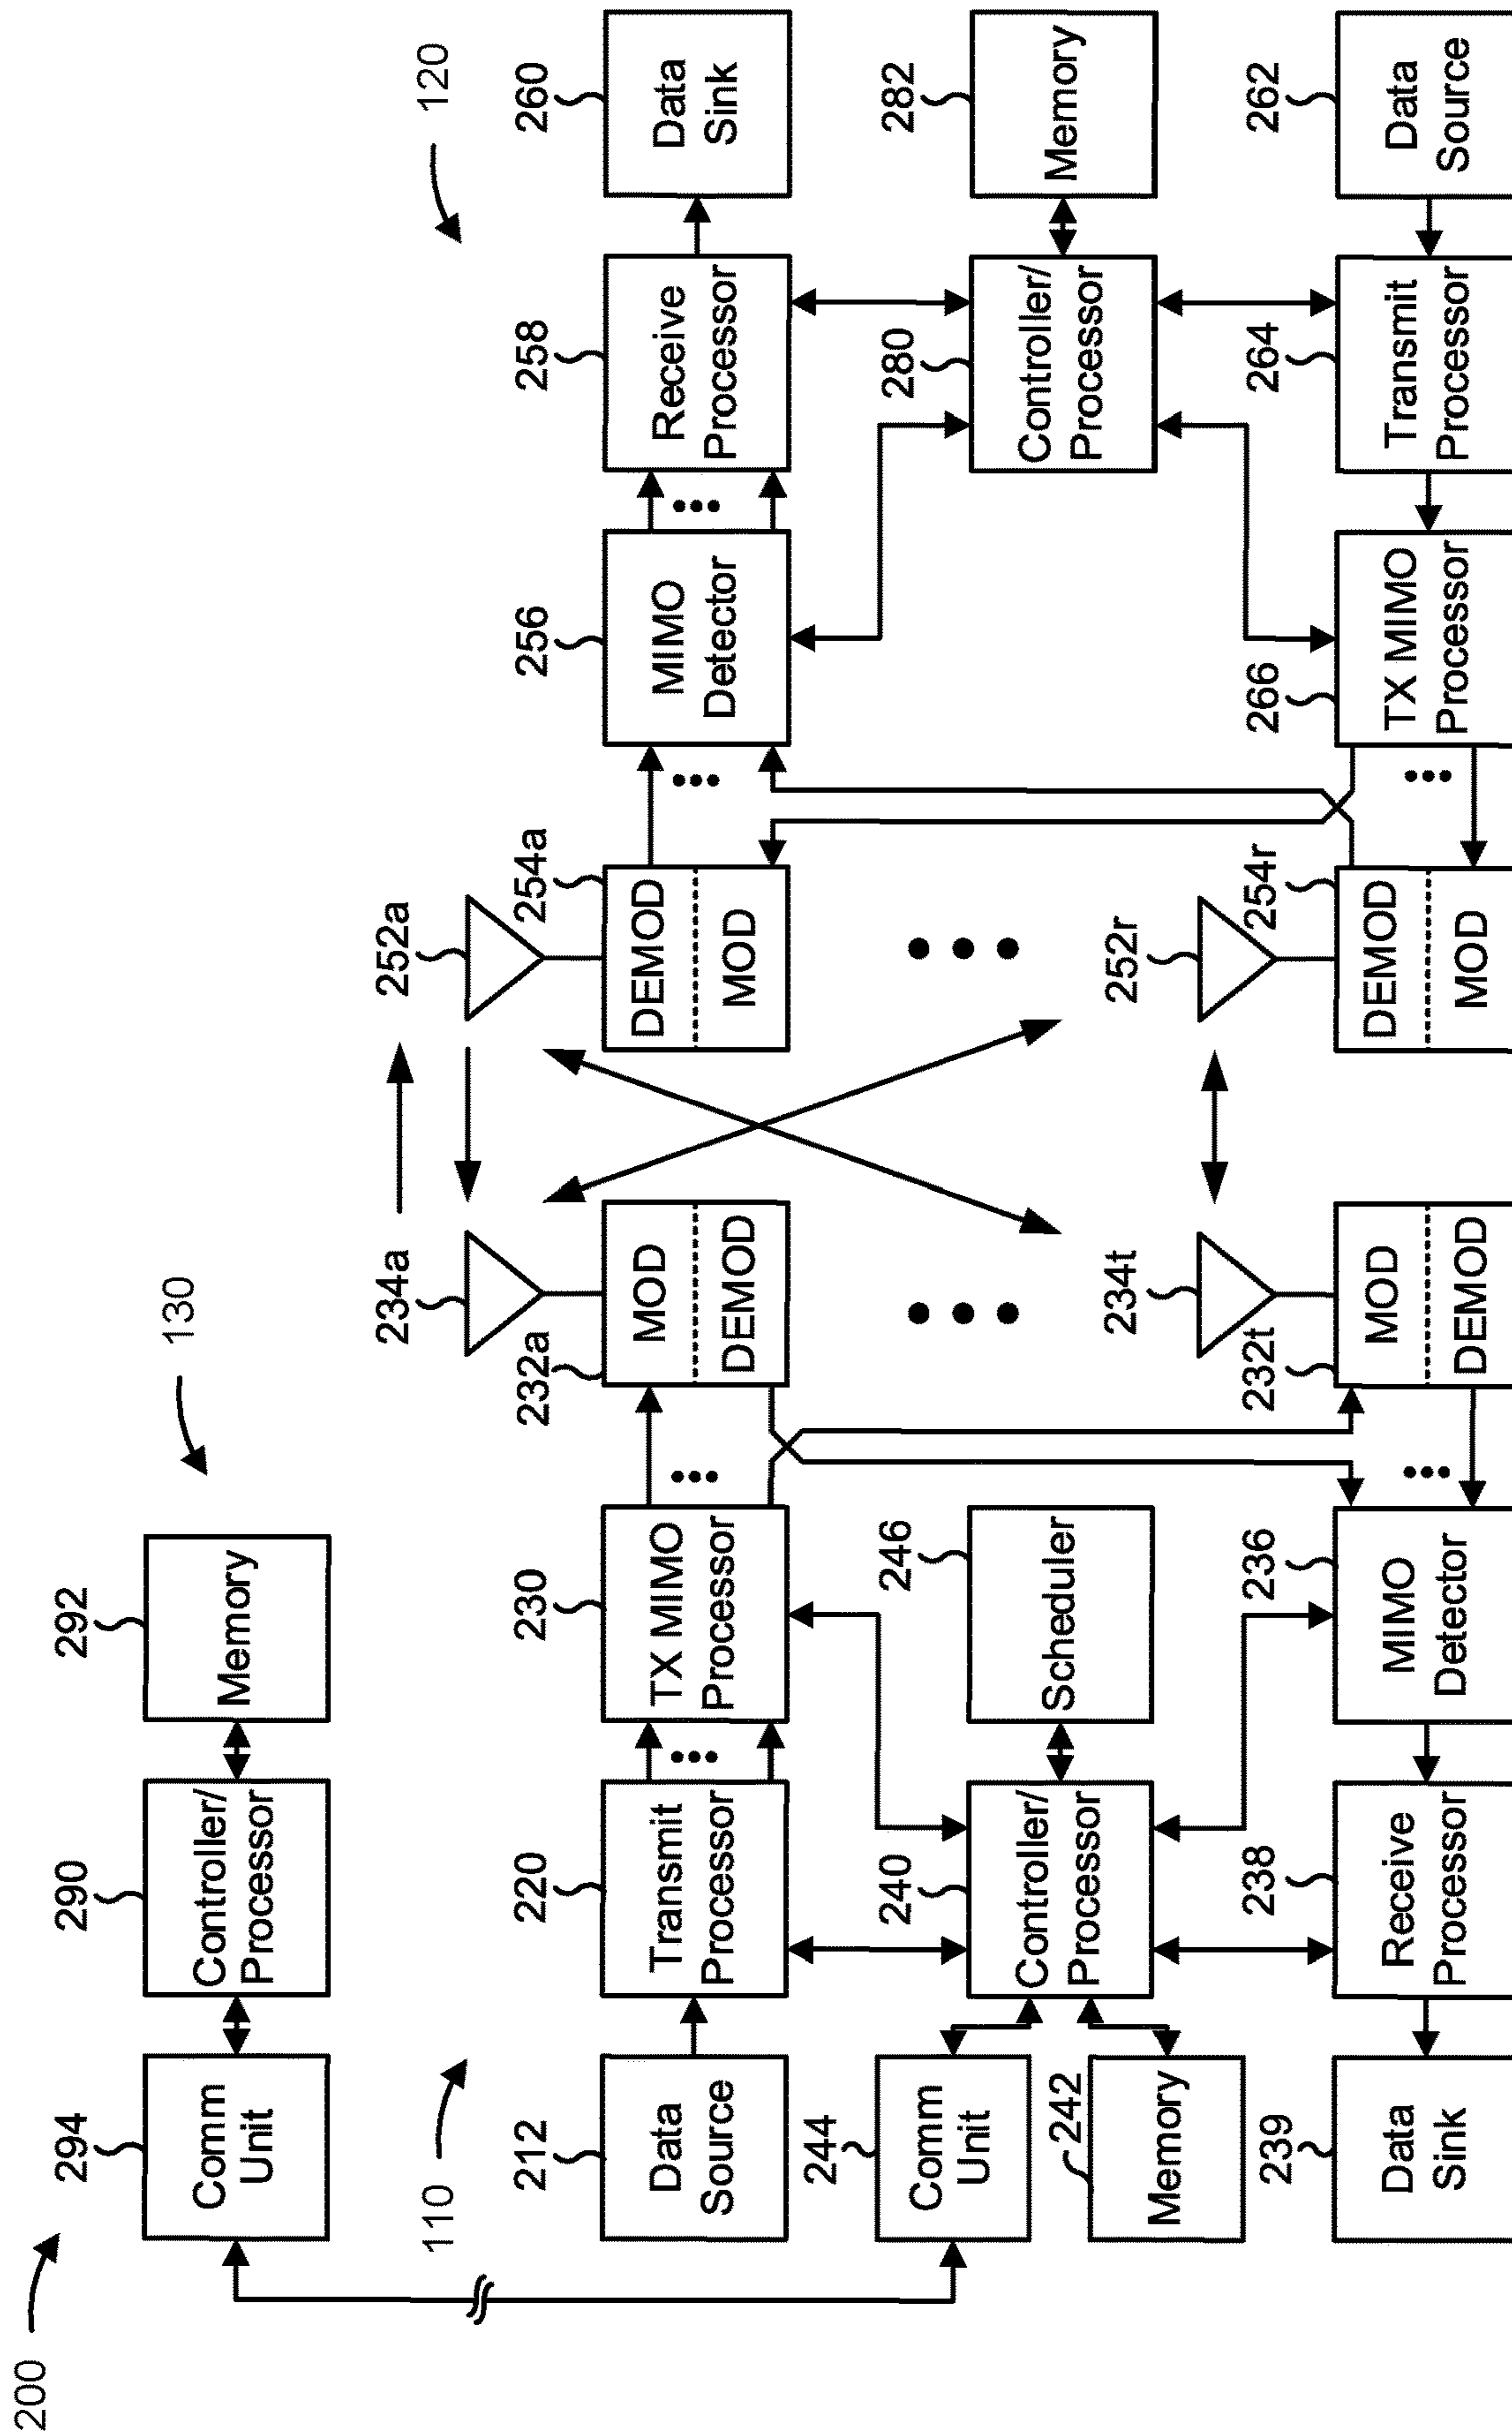 200
294
Comm
Unit
290
Controller/
Processor
292
Memory
130
110
120
212
Data
Source
220
Transmit
Processor
230
TX MIMO
Processor
232a
MOD
DEMOD
234a
252a
254a
DEMOD
MOD
256
MIMO
Detector
258
Receive
Processor
260
Data
Sink
244
Comm
Unit
242
Memory
240
Controller/
Processor
246
Scheduler
280
Controller/
Processor
282
Memory
239
Data
Sink
238
Receive
Processor
236
MIMO
Detector
232t
MOD
DEMOD
234t
252r
254r
DEMOD
MOD
266
TX MIMO
Processor
264
Transmit
Processor
262
Data
Source